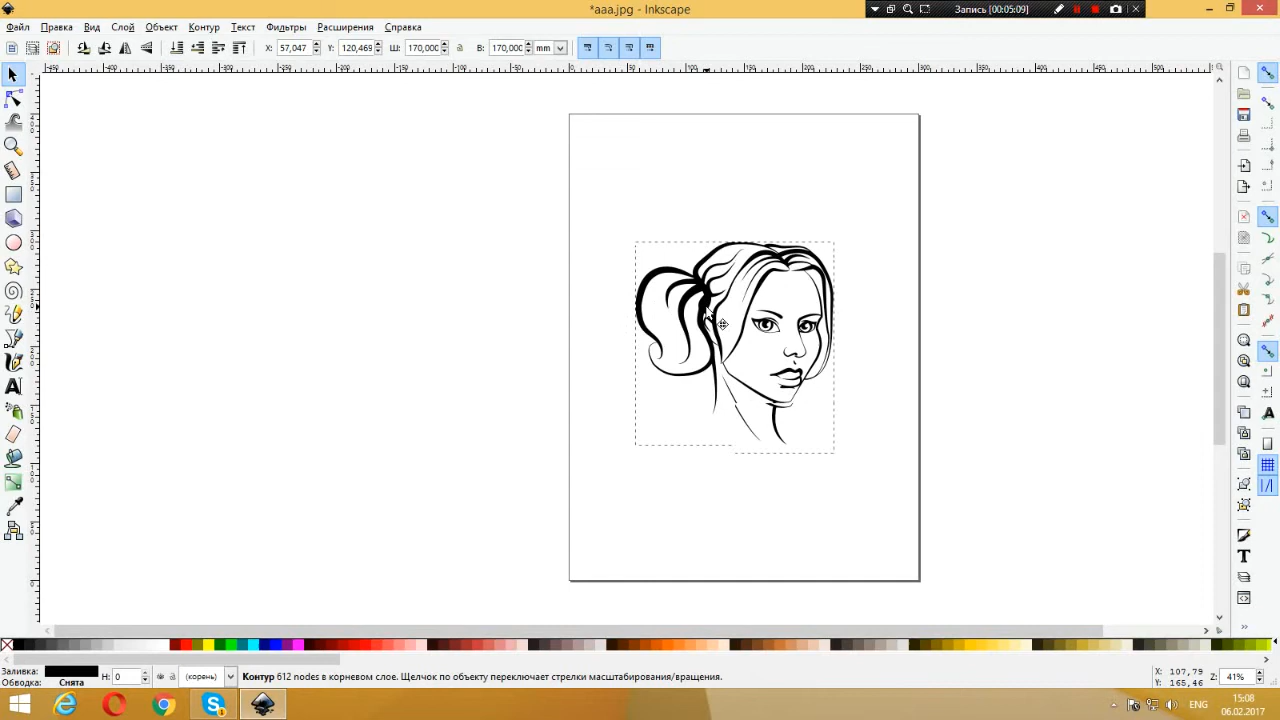 *aaa.jpg - Inkscape
Запись [00:05:09]
Файл Правка Вид Слой Объект Контур Текст Фильтры Расширения Справка
X: 57,047 Y: 120,469 Ш: 170,000 В: 170,000 mm
Заливка:
Обводка: Снята
Н: 0
(корень)
Контур 612 nodes в корневом слое. Щелчок по объекту переключает стрелки масштабирования/вращения.
X: 107,79
Y: 165,46
Z: 41%
ENG
15:08
06.02.2017